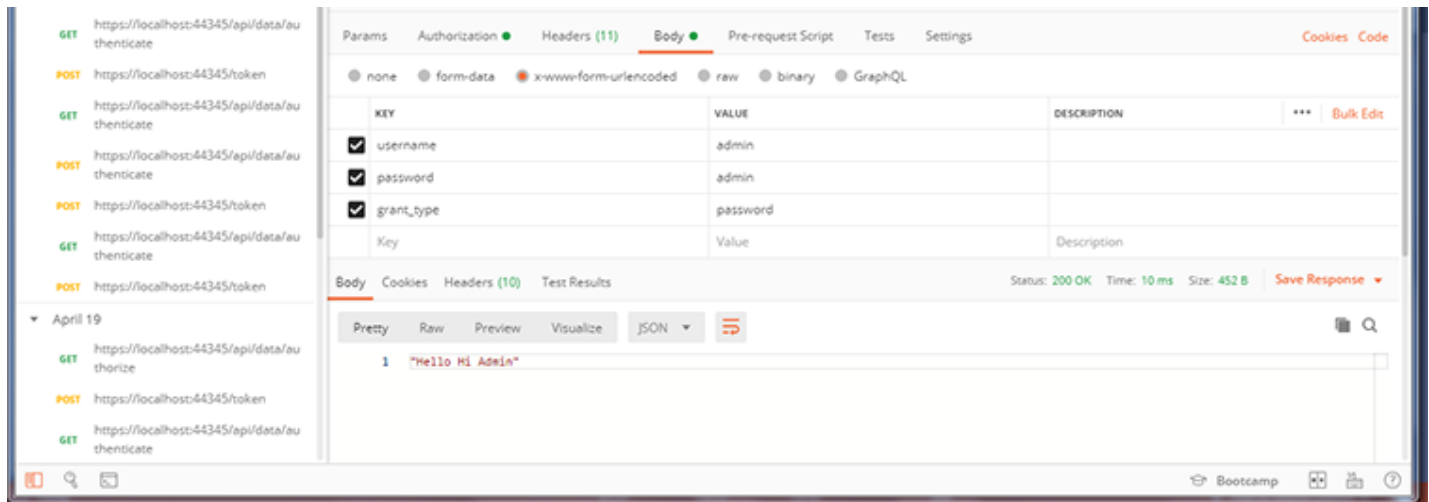 GET https://localhost:44345/api/data/au
thenticate
POST https://localhost:44345/token
GET https://localhost:44345/api/data/au
thenticate
POST https://localhost:44345/api/data/au
thenticate
POST https://localhost:44345/token
GET https://localhost:44345/api/data/au
thenticate
POST https://localhost:44345/token
April 19
GET https://localhost:44345/api/data/au
thorize
POST https://localhost:44345/token
GET https://localhost:44345/api/data/au
thenticate
Params Authorization Headers (11) Body Pre-request Script Tests Settings Cookies Code
none form-data x-www-form-urlencoded raw binary GraphQL
KEY VALUE DESCRIPTION ••• Bulk Edit
username admin
password admin
grant_type password
Key Value Description
Body Cookies Headers (10) Test Results Status: 200 OK Time: 10 ms Size: 452 B Save Response
Pretty Raw Preview Visualize JSON
1 "Hello Hi Admin"
Bootcamp